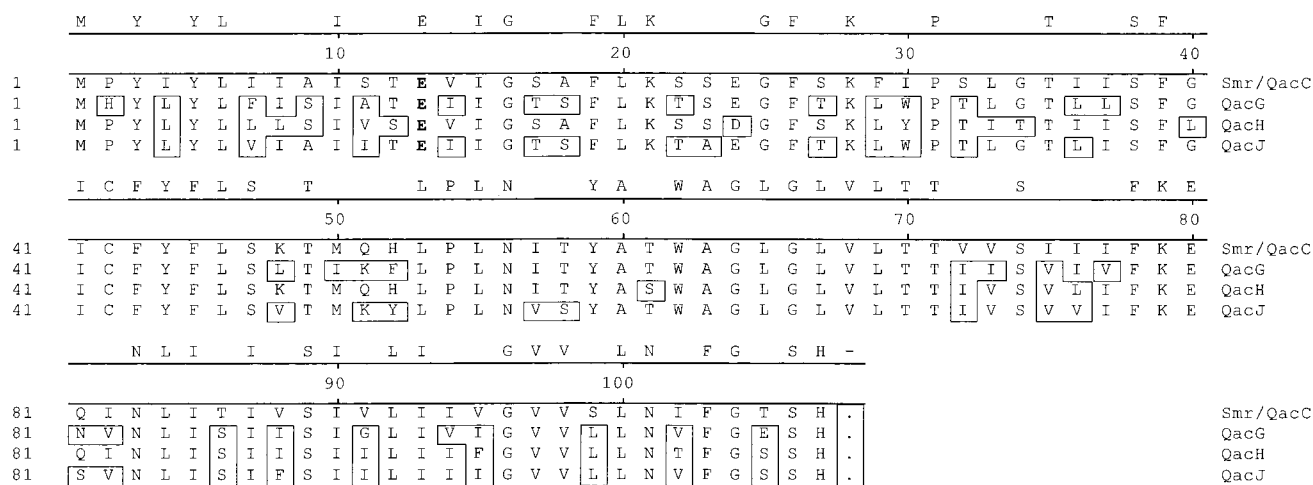 M Y Y L I E I G F L K G F K P T S F
10 20 30 40
1 M P Y I Y L I I A I S T E V I G S A F L K S S E G F S K F I P S L G T I I S F G Smr/QacC
1 M H Y L Y L F I S I A T E I I G T S F L K T S E G F T K L W P T L G T L L S F G QacG
1 M P Y L Y L L L S I V S E V I G S A F L K S S D G F S K L Y P T I T T I I S F L QacH
1 M P Y L Y L V I A I I T E I I G T S F L K T A E G F T K L W P T L G T L I S F G QacJ
I C F Y F L S T L P L N Y A W A G L G L V L T T S F K E
50 60 70 80
41 I C F Y F L S K T M Q H L P L N I T Y A T W A G L G L V L T T V V S I I I F K E Smr/QacC
41 I C F Y F L S L T I K F L P L N I T Y A T W A G L G L V L T T I I S V I V F K E QacG
41 I C F Y F L S K T M Q H L P L N I T Y A S W A G L G L V L T T I V S V L I F K E QacH
41 I C F Y F L S V T M K Y L P L N V S Y A T W A G L G L V L T T I V S V V I F K E QacJ
N L I I S I L I G V V L N F G S H -
90 100
81 Q I N L I T I V S I V L I I V G V V S L N I F G T S H . Smr/QacC
81 N V N L I S I I S I G L I V I G V V L L N V F G E S H . QacG
81 Q I N L I S I I S I I L I I F G V V L L N T F G S S H . QacH
81 S V N L I S I F S I I L I I I G V V L L N V F G S S H . QacJ